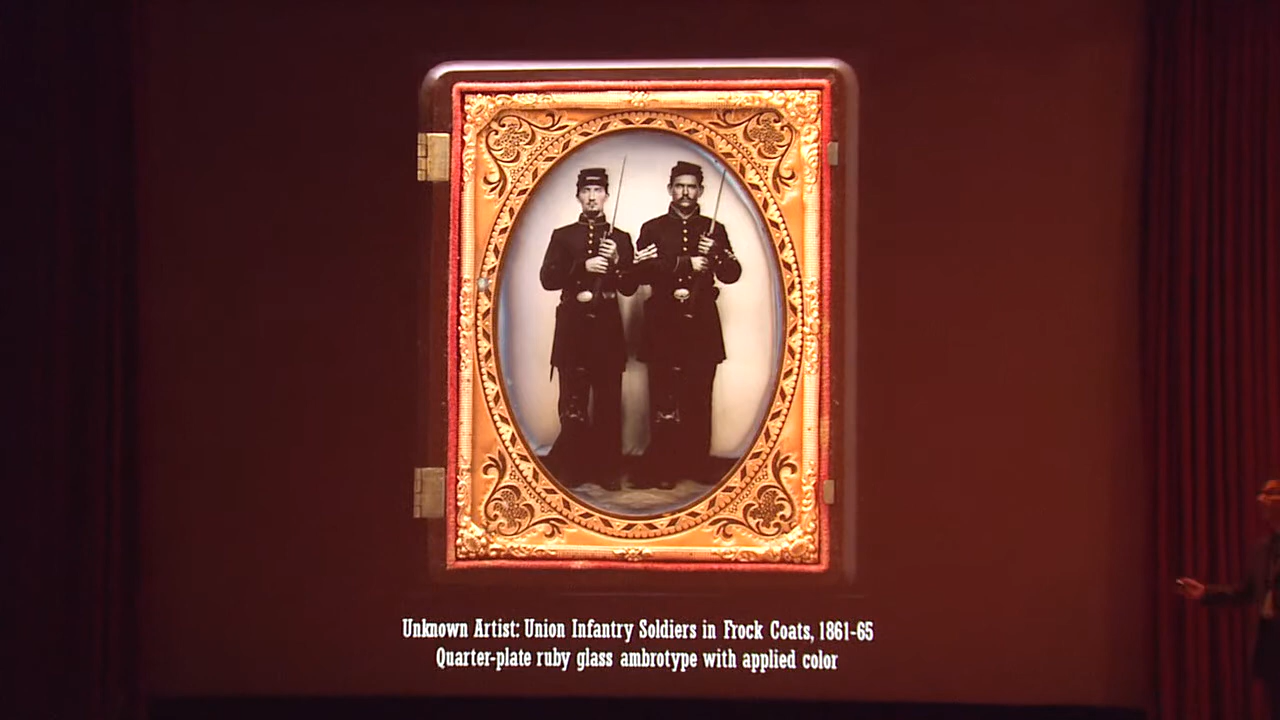 Unknown Artist: Union Infantry Soldiers in Frock Coats, 1861-65
Quarter-plate ruby glass ambrotype with applied color